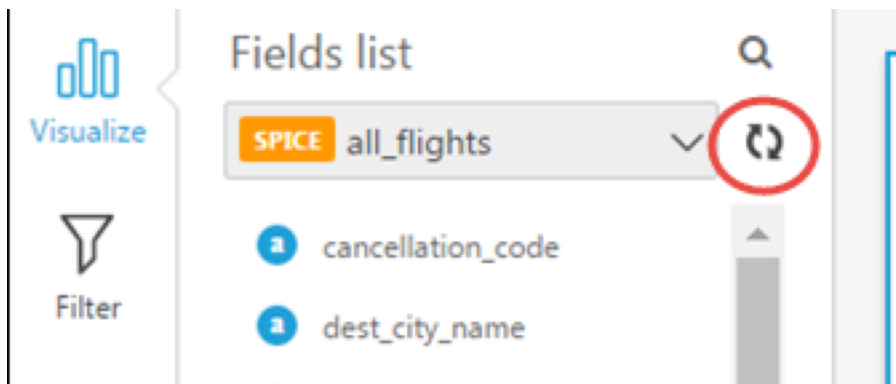 Fields list
Visualize
SPICE all_flights
a cancellation_code
Filter
a dest_city_name